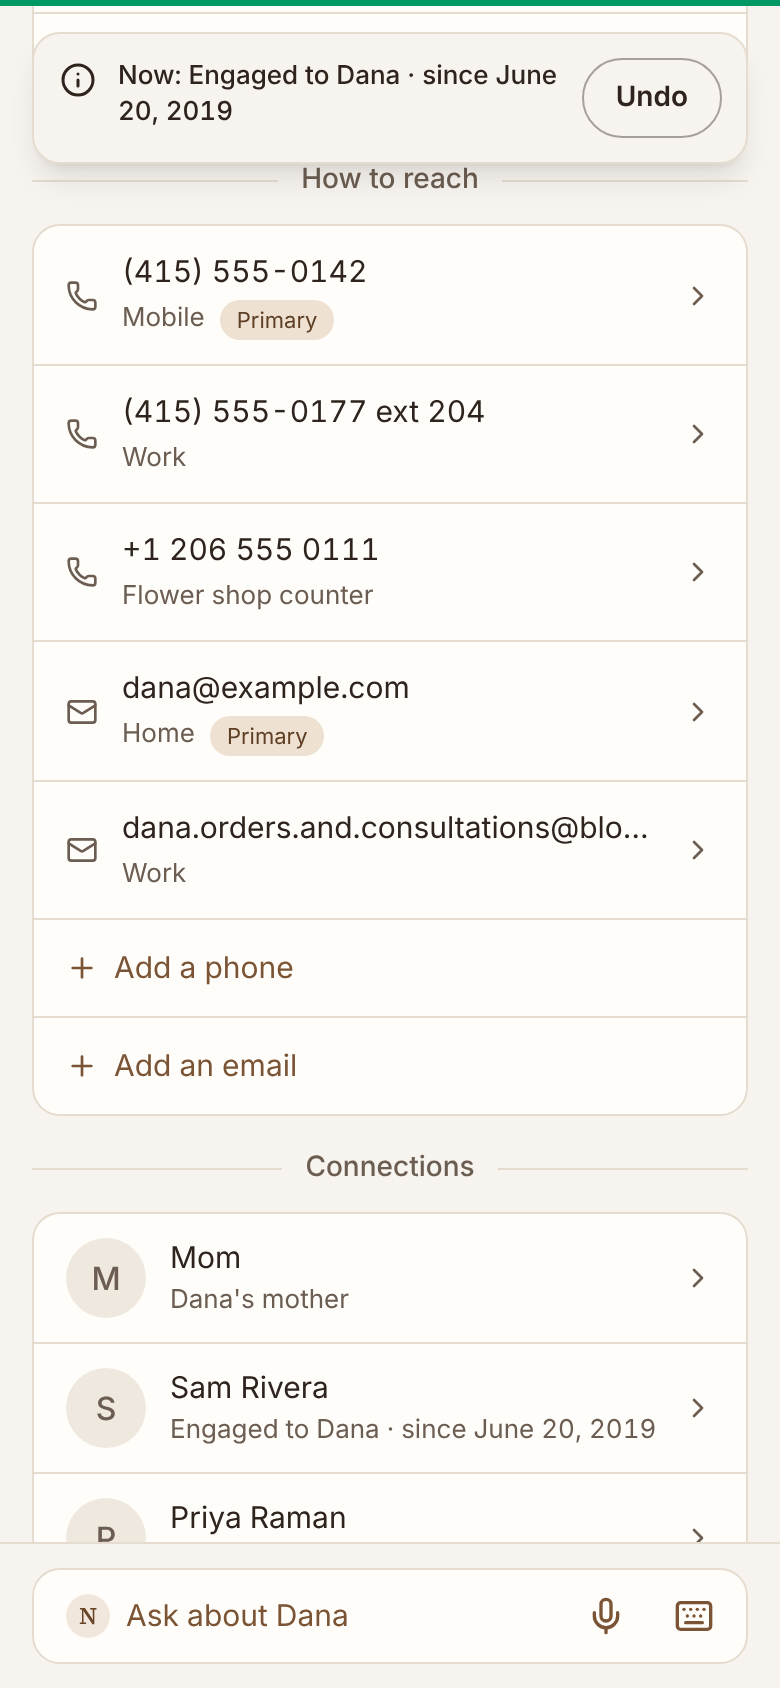 Now: Engaged to Dana · since June
20, 2019
Undo
How to reach
(415) 555-0142
Mobile
Primary
(415) 555-0177 ext 204
Work
+1 206 555 0111
Flower shop counter
dana@example.com
Home
Primary
dana.orders.and.consultations@blo...
Work
Add a phone
Add an email
Connections
M
Mom
Dana's mother
S
Sam Rivera
Engaged to Dana · since June 20, 2019
P
Priya Raman
N
Ask about Dana